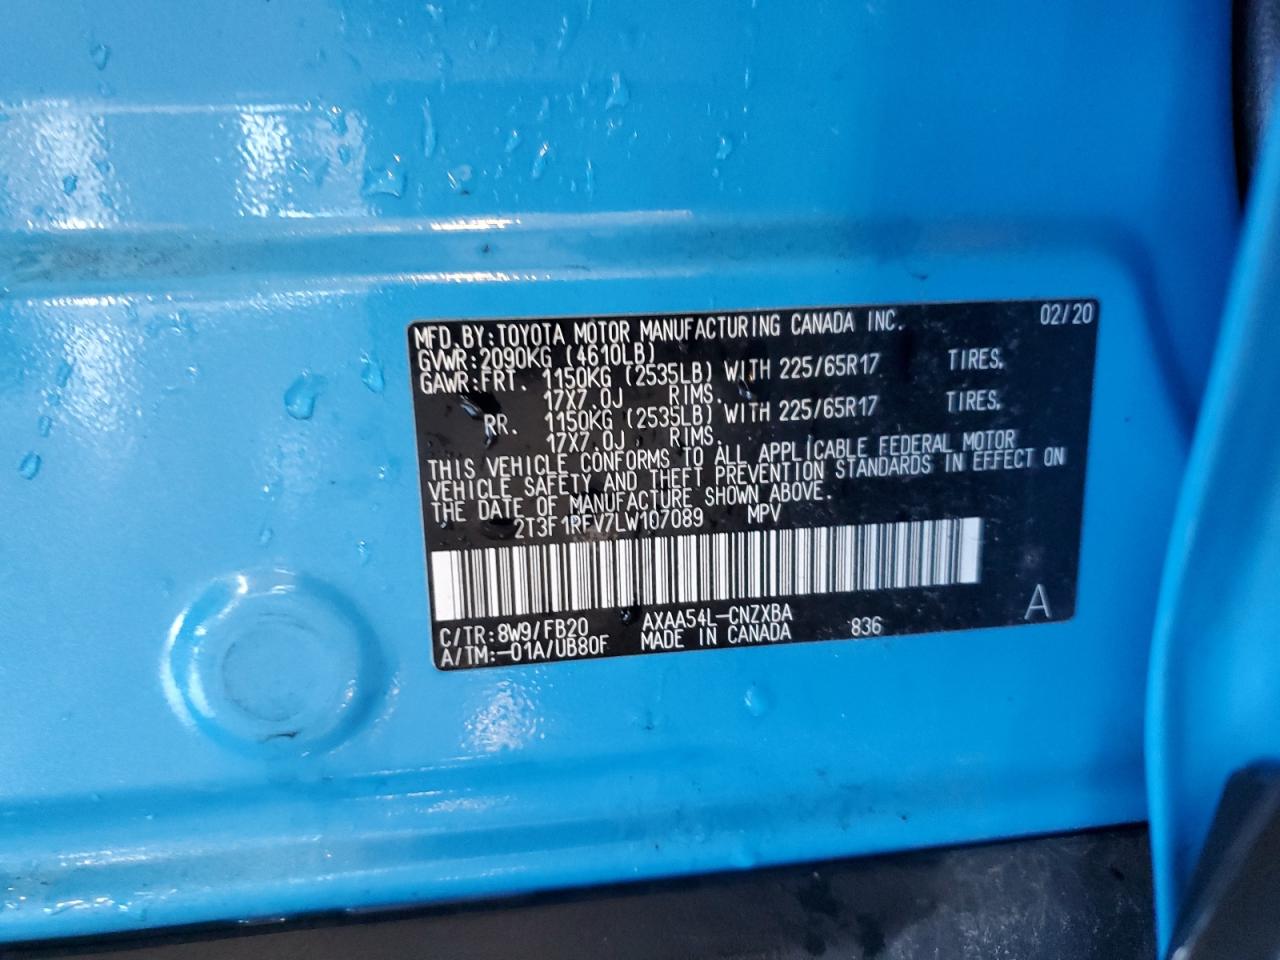 MFD.BY:TOYOTA MOTOR MANUFACTURING CANADA INC. 02/20
GVWR:2090KG (4610LB)
GAWR:FRT. 1150KG (2535LB) WITH 225/65R17 TIRES,
17X7.0J RIMS.
RR. 1150KG (2535LB) WITH 225/65R17 TIRES,
17X7.0J RIMS.
THIS VEHICLE CONFORMS TO ALL APPLICABLE FEDERAL MOTOR
VEHICLE SAFETY AND THEFT PREVENTION STANDARDS IN EFFECT ON
THE DATE OF MANUFACTURE SHOWN ABOVE.
2T3F1RFV7LW107089 MPV
C/TR:8W9/FB20 AXAA54L-CNZXBA
A/TM:-01A/UB80F MADE IN CANADA 836 A